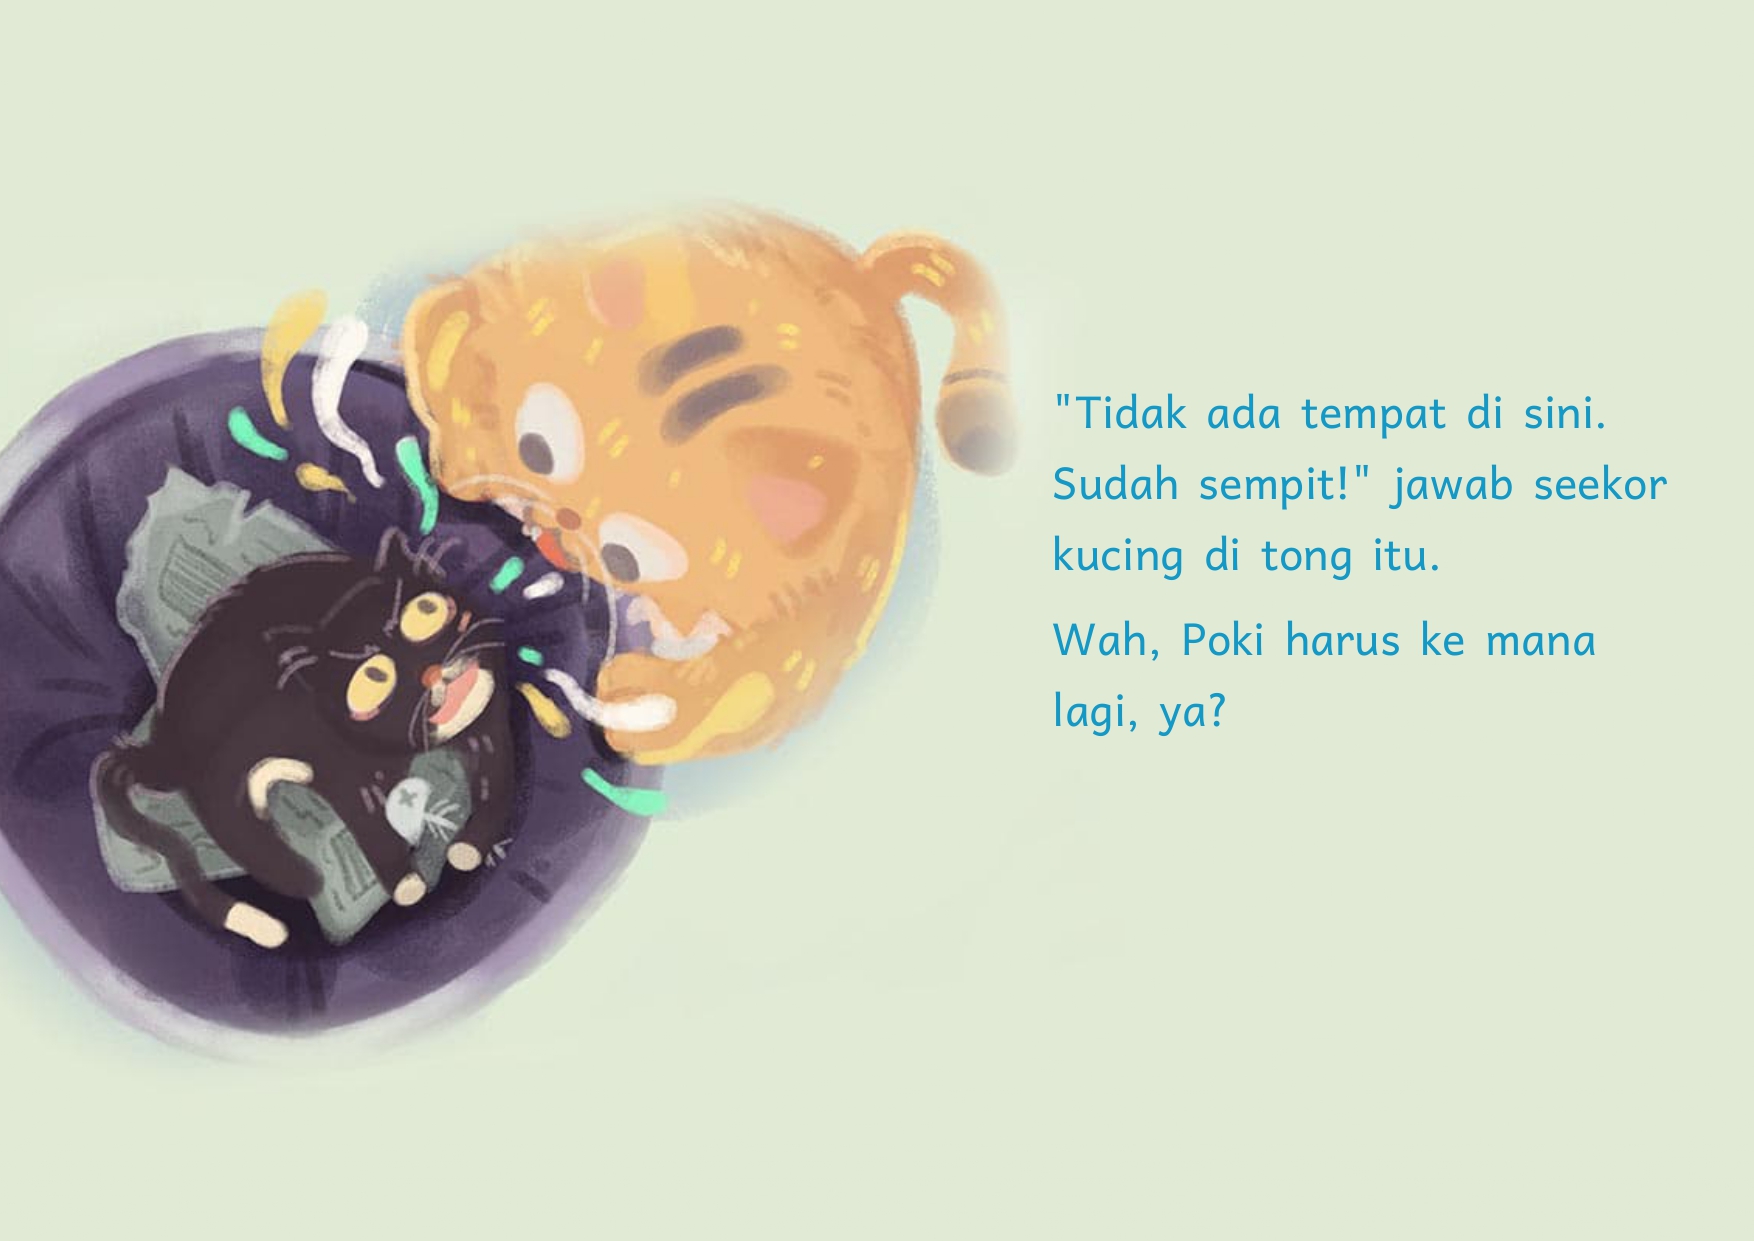 "Tidak ada tempat di sini.
Sudah sempit!" jawab seekor
kucing di tong itu.
Wah, Poki harus ke mana
lagi, ya?